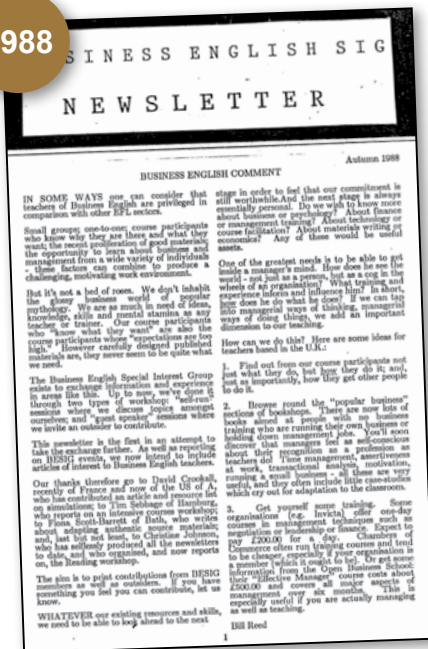 988
SINESS ENGLISH SIG
NEWSLETTER
Autumn 1988
BUSINESS ENGLISH COMMENT
IN SOME WAYS one can consider that
teachers of Business English are privileged in
comparison with other EFL sectors.
Small groups; one-to-one; course participants
who know why they are there and what they
want; the recent proliferation of good materials;
the opportunity to learn about business and
management from a wide variety of individuals
- these factors can combine to produce a
challenging, motivating work environment.
But it's not a bed of roses. We don't inhabit
the glossy business world of popular
mythology. We are as much in need of ideas,
knowledge, skills and mental stamina as any
teacher or trainer. Our course participants
who "know what they want" are also the
course participants whose "expectations are too
high." However carefully designed published
materials are, they never seem to be quite what
we need.
The Business English Special Interest Group
exists to exchange information and experience
in areas like this. Up to now, we've done it
through two types of workshop: "self-run"
sessions where we discuss topics amongst
ourselves; and "guest speaker" sessions where
we invite an outsider to contribute.
This newsletter is the first in an attempt to
take the exchange further. As well as reporting
on BESIG events, we now intend to include
articles of interest to Business English teachers.
Our thanks therefore go to David Crookall,
recently of France and now of the US of A,
who has contributed an article and resource list
on simulations; to Tim Sebbage of Hamburg,
who reports on an intensive course workshop;
to Fiona Scott-Barrett of Bath, who writes
about adapting authentic source materials;
and, last but not least, to Christine Johnson,
who has selflessly produced all the newsletters
to date, and who organised, and now reports
on, the Reading workshop.
The plan is to print contributions from BESIG
members as well as outsiders. If you have
something you feel you can contribute, let us
know.
WHATEVER our existing resources and skills,
we need to be able to look ahead to the next
stage in order to feel that our commitment is
still worthwhile. And the next stage is always
essentially personal. Do we wish to know more
about business or psychology? About finance
or management training? About technology or
course facilitation? About materials writing or
economics? Any of these would be useful
assets.
One of the greatest needs is to be able to get
inside a manager's mind. How does he see the
world - not just as a person, but as a cog in the
wheels of an organisation? What training and
experience inform and influence him? In short,
how does he do what he does? If we can tap
into managerial ways of thinking, managerial
ways of doing things, we add an important
dimension to our teaching.
How can we do this? Here are some ideas for
teachers based in the U.K.:
1. Find out from our course participants not
just what they do, but how they do it; and,
just as importantly, how they get other people
to do it.
2. Browse round the "popular business"
sections of bookshops. There are now lots of
books aimed at people with no business
training who are running their own business or
holding down management jobs. You'll soon
discover that managers feel as self-conscious
about their recognition as a profession as
teachers do! Time management, assertiveness
at work, transactional analysis, motivation,
running a small business - all these are very
useful, and they often include little case-studies
which cry out for adaptation to the classroom.
3. Get yourself some training. Some
organisations (e.g. Invicta) offer one-day
courses in management techniques such as
negotiation or leadership or finance. Expect to
pay £200.00 for a day. Chambers of
Commerce often run training courses and tend
to be cheaper, especially if your organisation is
a member (which it ought to be). Or get some
information from the Open Business School:
their "Effective Manager" course costs about
£500.00 and covers all major aspects of
management over six months. This is
especially useful if you are actually managing
as well as teaching.
Bill Reed
1